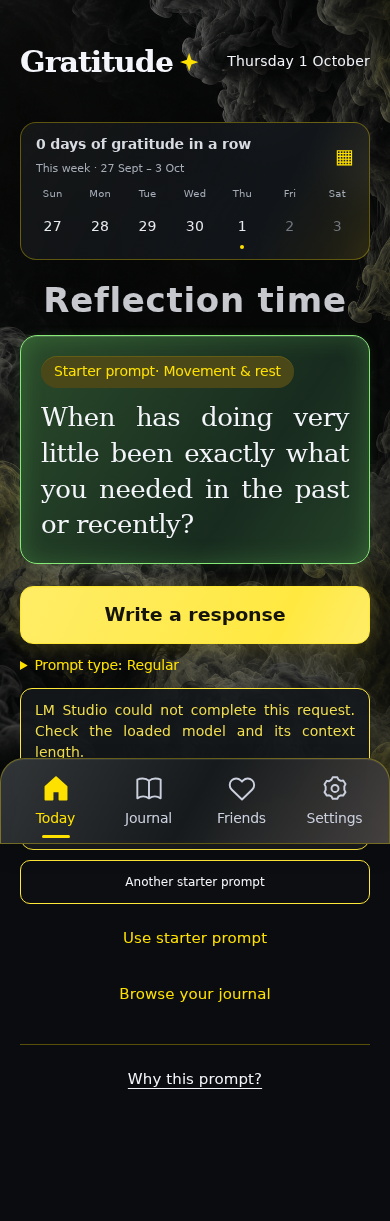 Gratitude
Thursday 1 October
0 days of gratitude in a row
This week · 27 Sept – 3 Oct
Sun Mon Tue Wed Thu Fri Sat
27 28 29 30 1 2 3
Reflection time
Starter prompt· Movement & rest
When has doing very
little been exactly what
you needed in the past
or recently?
Write a response
Prompt type: Regular
LM Studio could not complete this request.
Check the loaded model and its context
length.
Today Journal Friends Settings
Another starter prompt
Use starter prompt
Browse your journal
Why this prompt?